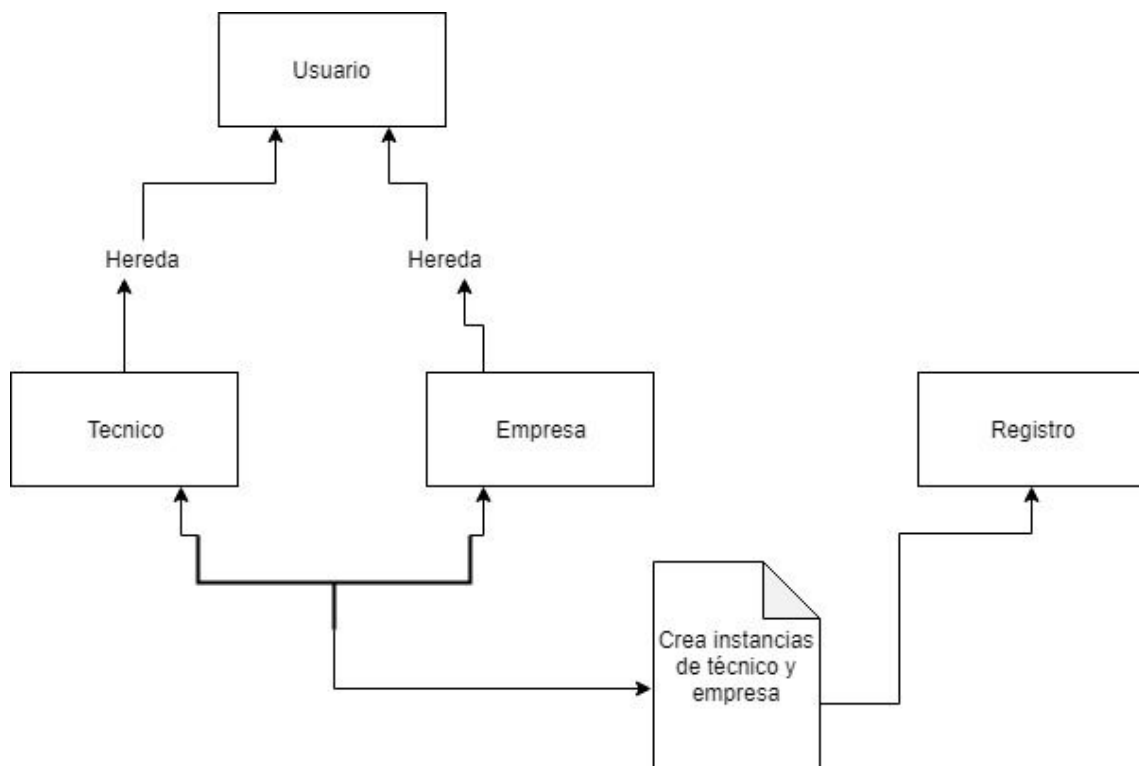 Usuario
Hereda
Hereda
Tecnico
Empresa
Registro
Crea instancias
de técnico y
empresa